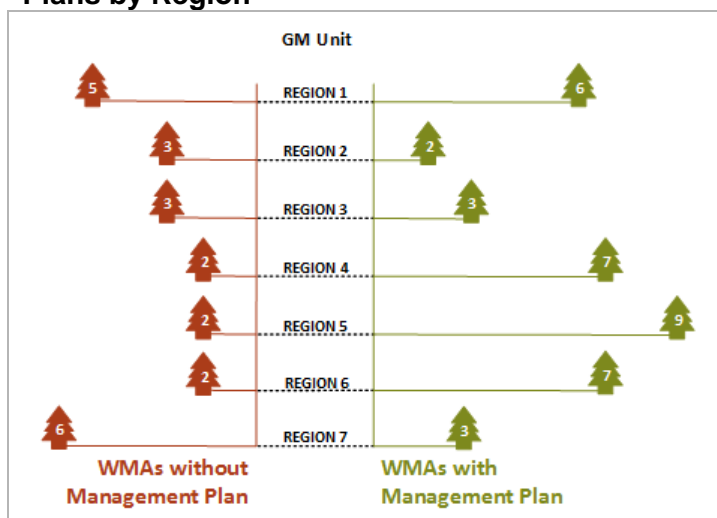 Plans by Region
GM Unit
5 REGION 1 6
3 REGION 2 2
3 REGION 3 3
2 REGION 4 7
2 REGION 5 9
2 REGION 6 7
6 REGION 7 3
WMAs without
Management Plan
WMAs with
Management Plan